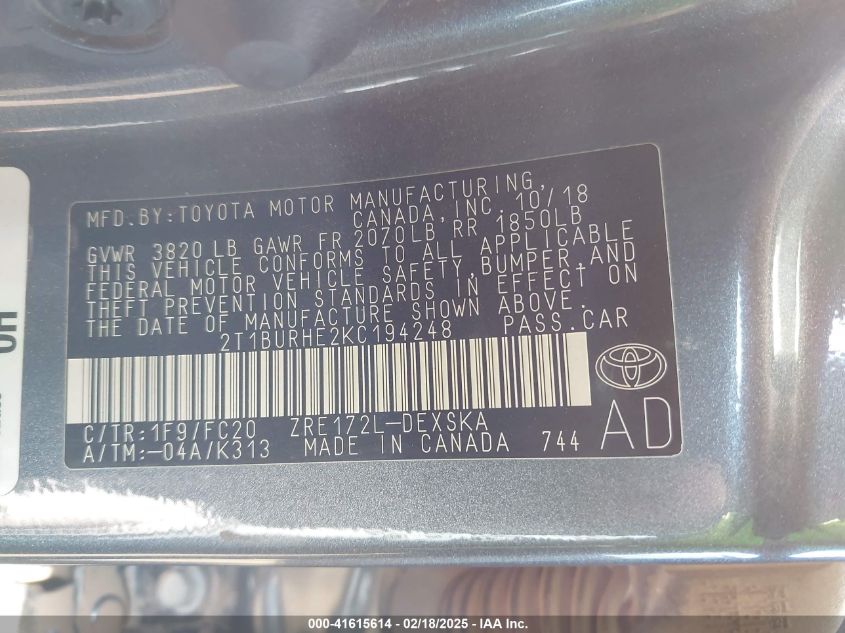 MFD.BY:TOYOTA MOTOR MANUFACTURING,
CANADA,INC. 10/18
GVWR 3820 LB GAWR FR 2070LB RR 1850LB
THIS VEHICLE CONFORMS TO ALL APPLICABLE
FEDERAL MOTOR VEHICLE SAFETY,BUMPER,AND
THEFT PREVENTION STANDARDS IN EFFECT ON
THE DATE OF MANUFACTURE SHOWN ABOVE.
2T1BURHE2KC194248 PASS.CAR
C/TR:1F9/FC20 ZRE172L-DEXSKA
A/TM:-04A/K313 MADE IN CANADA 744
AD
000-41615614 - 02/18/2025 - IAA Inc.